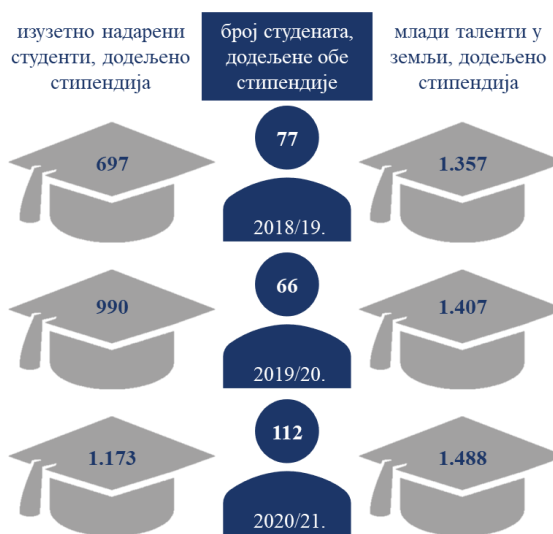 изузетно надарени
студенти, додељено
стипендија
број студената,
додељене обе
стипендије
млади таленти у
земљи, додељено
стипендија
697
77
2018/19.
1.357
990
66
2019/20.
1.407
1.173
112
2020/21.
1.488